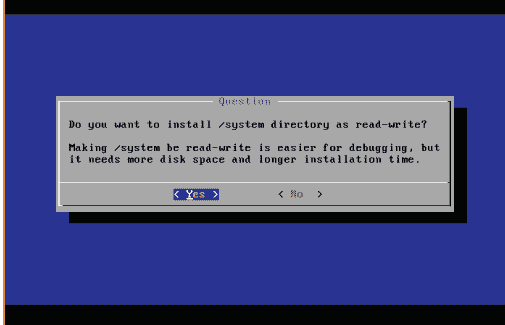 Question
Do you want to install /system directory as read-write?
Making /system be read-write is easier for debugging, but
it needs more disk space and longer installation time.
< Yes > < No >